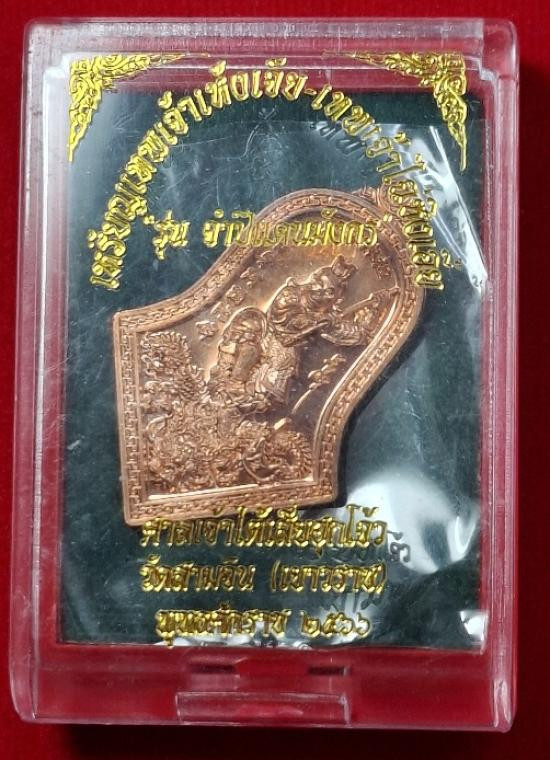 เหรียญเทพเจ้าเห้งเจีย-เทพเจ้าไต่เสี่ยเอี้ย
รุ่น จำปีแดนมังกร
ศาลเจ้าไต้เสี่ยฮุกโจ้ว
วัดสามจีน (เยาวราช)
พุทธศักราช ๒๕๖๖